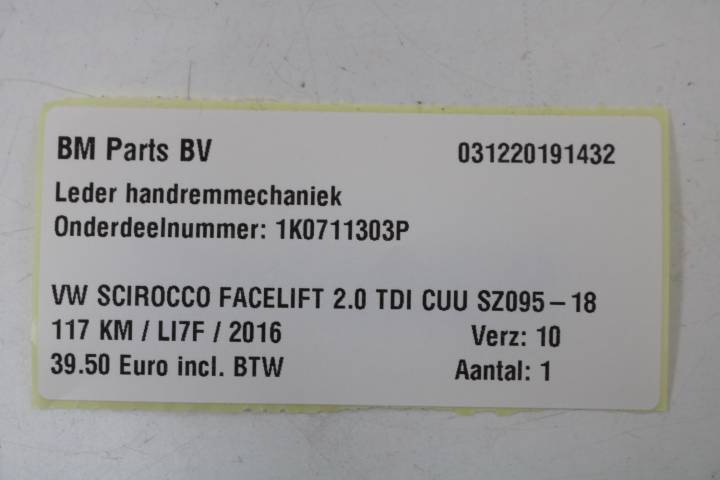 BM Parts BV 031220191432
Leder handremmechaniek
Onderdeelnummer: 1K0711303P
VW SCIROCCO FACELIFT 2.0 TDI CUU SZ095-18
117 KM / LI7F / 2016 Verz: 10
39.50 Euro incl. BTW Aantal: 1